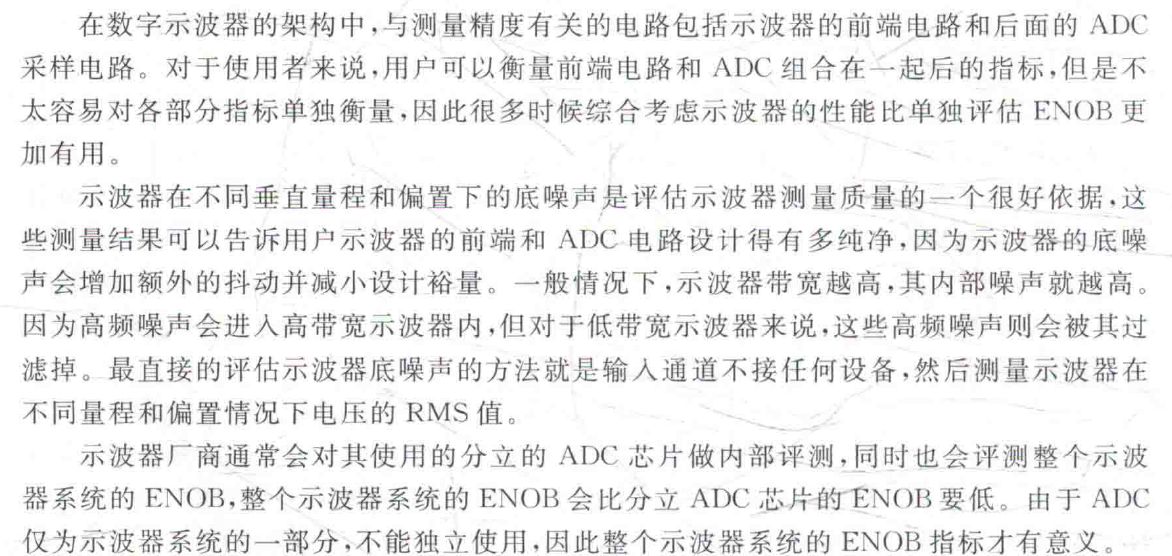 在数字示波器的架构中,与测量精度有关的电路包括示波器的前端电路和后面的 ADC
采样电路。对于使用者来说,用户可以衡量前端电路和 ADC 组合在一起后的指标,但是不
太容易对各部分指标单独衡量,因此很多时候综合考虑示波器的性能比单独评估 ENOB 更
加有用。
示波器在不同垂直量程和偏置下的底噪声是评估示波器测量质量的一个很好依据,这
些测量结果可以告诉用户示波器的前端和 ADC 电路设计得有多纯净,因为示波器的底噪
声会增加额外的抖动并减小设计裕量。一般情况下,示波器带宽越高,其内部噪声就越高。
因为高频噪声会进入高带宽示波器内,但对于低带宽示波器来说,这些高频噪声则会被其过
滤掉。最直接的评估示波器底噪声的方法就是输入通道不接任何设备,然后测量示波器在
不同量程和偏置情况下电压的 RMS 值。
示波器厂商通常会对其使用的分立的 ADC 芯片做内部评测,同时也会评测整个示波
器系统的 ENOB,整个示波器系统的 ENOB 会比分立 ADC 芯片的 ENOB 要低。由于 ADC
仅为示波器系统的一部分,不能独立使用,因此整个示波器系统的 ENOB 指标才有意义。